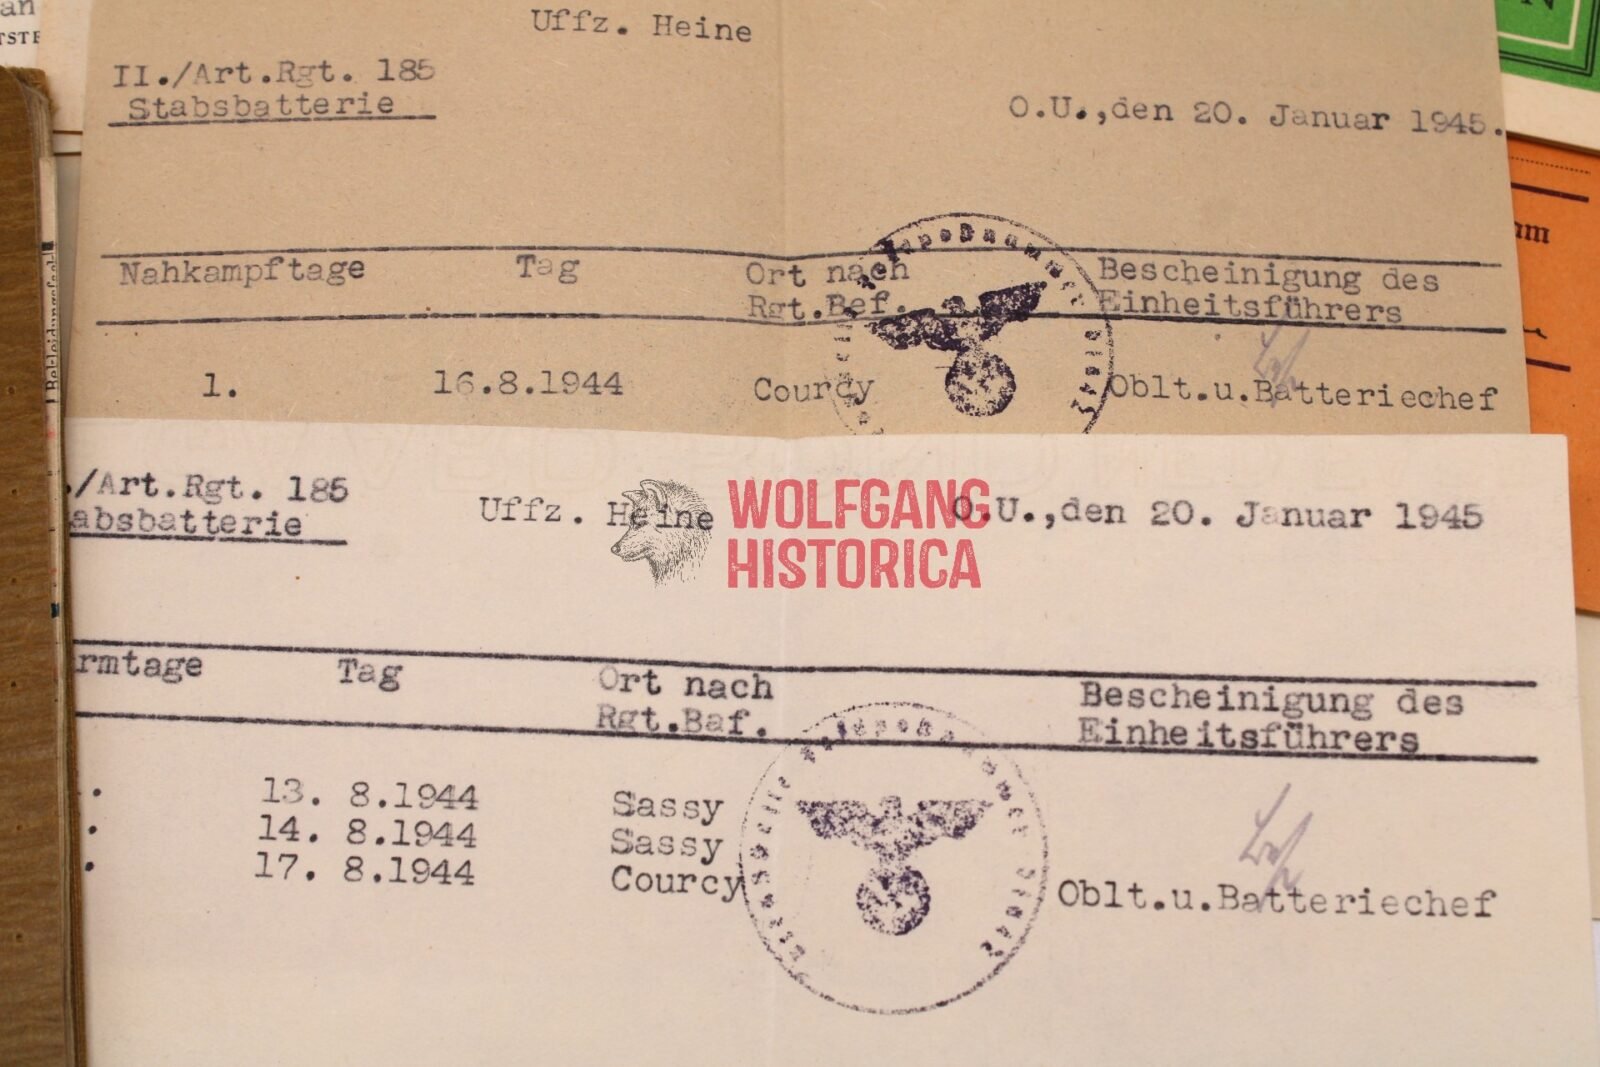 Uffz. Heine
II./Art.Rgt. 185
Stabsbatterie
O.U.,den 20. Januar 1945.
Nahkampftage Tag Ort nach Bescheinigung des
Rgt.Bef. Einheitsführers
1. 16.8.1944 Courcy Oblt.u.Batteriechef
./Art.Rgt. 185 Uffz. Heine O.U.,den 20. Januar 1945
absbatterie
WOLFGANG
HISTORICA
rmtage Tag Ort nach Bescheinigung des
Rgt.Baf. Einheitsführers
. 13. 8.1944 Sassy
. 14. 8.1944 Sassy
. 17. 8.1944 Courcy Oblt.u.Batteriechef